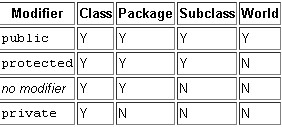 Modifier Class Package Subclass World
public Y Y Y Y
protected Y Y Y N
no modifier Y Y N N
private Y N N N